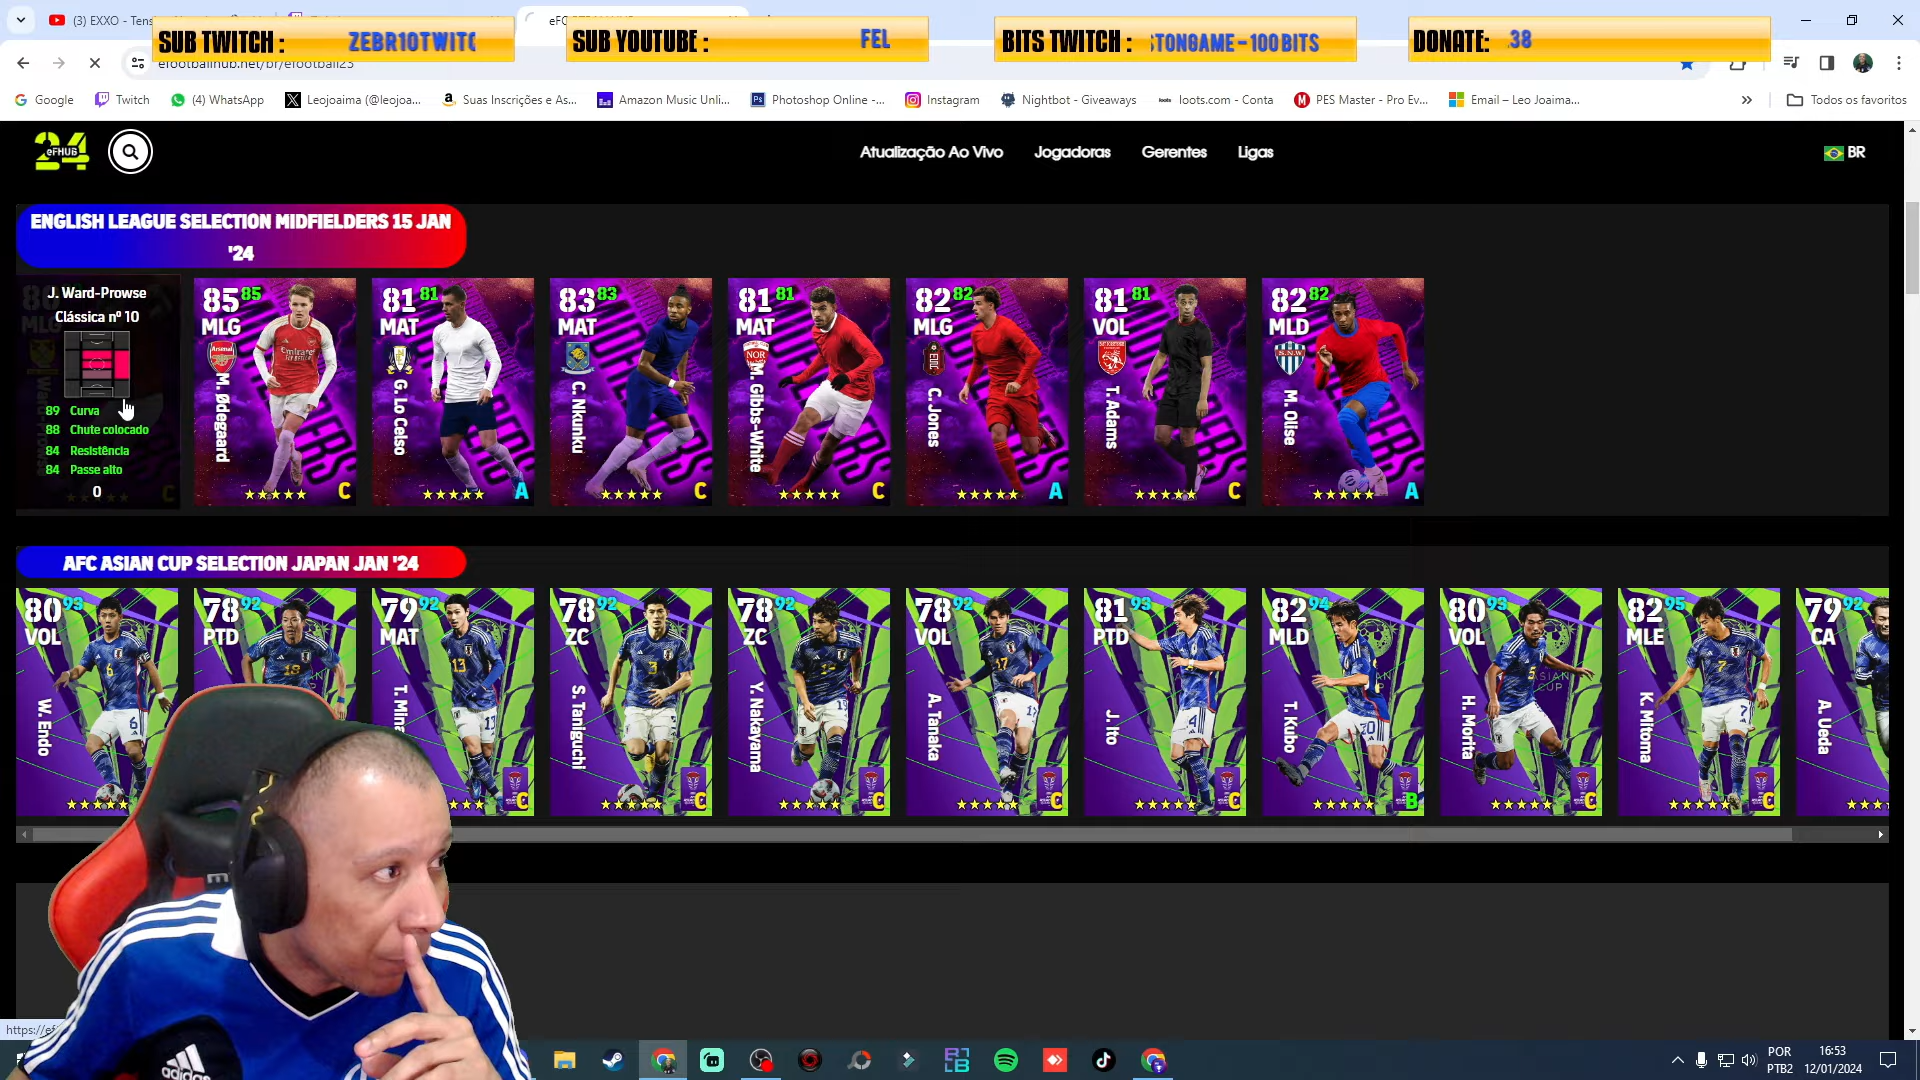 (3) EXXO - Tens
SUB TWITCH :
ZEBR10TWITC
SUB YOUTUBE :
FEL
BITS TWITCH :
STONGAME - 100 BITS
DONATE:
38
efootballhub.net/br/efootball23
Google
Twitch
(4) WhatsApp
Leojoaima (@leojoa...
Suas Inscrições e As...
Amazon Music Unli...
Photoshop Online -...
Instagram
Nightbot - Giveaways
loots.com - Conta
PES Master - Pro Ev...
Email – Leo Joaima...
»
Todos os favoritos
24
eFHUB
Atualização Ao Vivo
Jogadoras
Gerentes
Ligas
BR
ENGLISH LEAGUE SELECTION MIDFIELDERS 15 JAN
'24
J. Ward-Prowse
Clássica nº 10
89 Curva
88 Chute colocado
84 Resistência
84 Passe alto
0
C
85 85
MLG
Arsenal
M. Ødegaard
C
81 81
MAT
G. Lo Celso
A
83 83
MAT
C. Nkunku
C
81 81
MAT
NOR
M. Gibbs-White
C
82 82
MLG
C. Jones
A
81 81
VOL
T. Adams
C
82 82
MLD
M. Olise
A
AFC ASIAN CUP SELECTION JAPAN JAN '24
80 93
VOL
W. Endo
78 92
PTD
79 92
MAT
T. Mina
C
78 92
ZC
S. Taniguchi
C
78 92
ZC
Y. Nakayama
C
78 92
VOL
A. Tanaka
C
81 93
PTD
J. Ito
C
82 94
MLD
T. Kubo
B
80 93
VOL
H. Morita
C
82 95
MLE
K. Mitoma
C
79 92
CA
A. Ueda
https://ef
adidas
POR
PTB2
16:53
12/01/2024